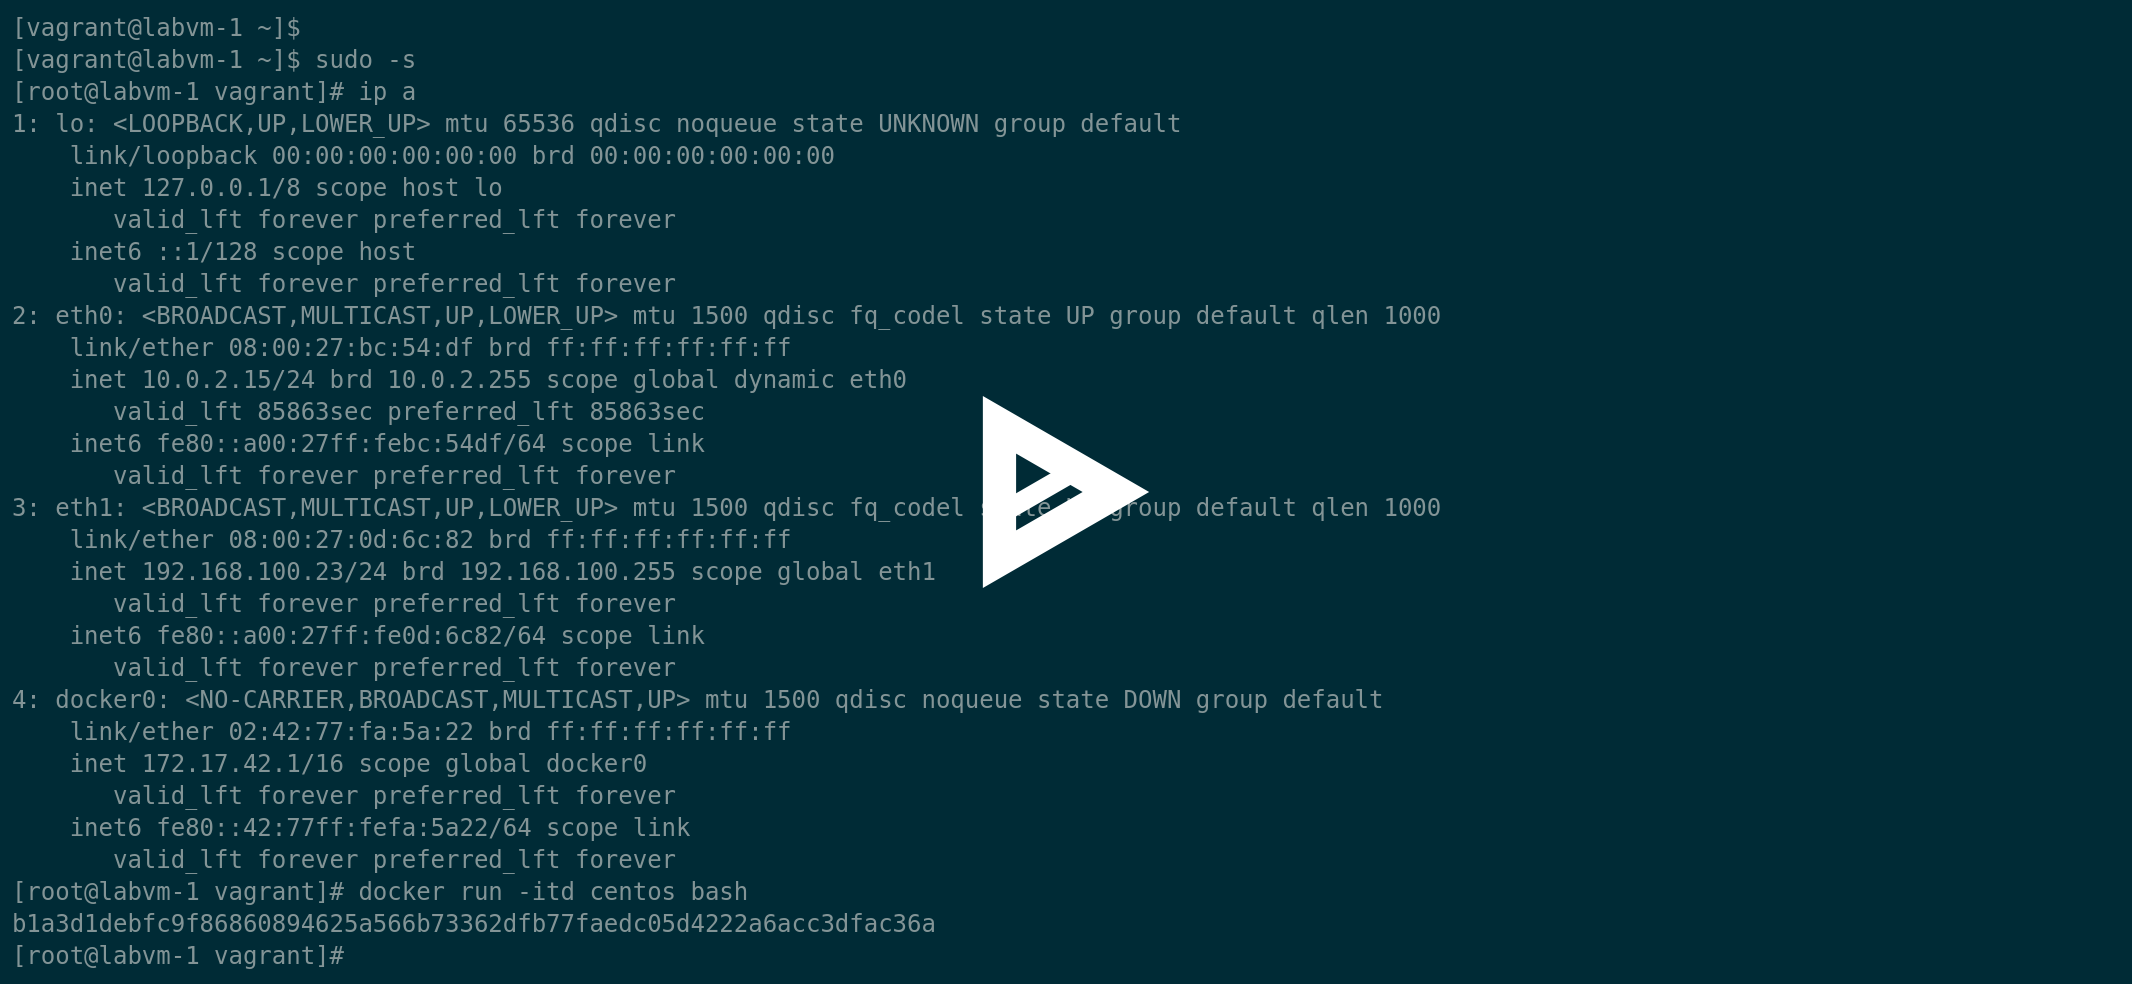 [vagrant@labvm-1 ~]$
[vagrant@labvm-1 ~]$ sudo -s
[root@labvm-1 vagrant]# ip a
1: lo: <LOOPBACK,UP,LOWER_UP> mtu 65536 qdisc noqueue state UNKNOWN group default
    link/loopback 00:00:00:00:00:00 brd 00:00:00:00:00:00
    inet 127.0.0.1/8 scope host lo
       valid_lft forever preferred_lft forever
    inet6 ::1/128 scope host
       valid_lft forever preferred_lft forever
2: eth0: <BROADCAST,MULTICAST,UP,LOWER_UP> mtu 1500 qdisc fq_codel state UP group default qlen 1000
    link/ether 08:00:27:bc:54:df brd ff:ff:ff:ff:ff:ff
    inet 10.0.2.15/24 brd 10.0.2.255 scope global dynamic eth0
       valid_lft 85863sec preferred_lft 85863sec
    inet6 fe80::a00:27ff:febc:54df/64 scope link
       valid_lft forever preferred_lft forever
3: eth1: <BROADCAST,MULTICAST,UP,LOWER_UP> mtu 1500 qdisc fq_codel group default qlen 1000
    link/ether 08:00:27:0d:6c:82 brd ff:ff:ff:ff:ff:ff
    inet 192.168.100.23/24 brd 192.168.100.255 scope global eth1
       valid_lft forever preferred_lft forever
    inet6 fe80::a00:27ff:fe0d:6c82/64 scope link
       valid_lft forever preferred_lft forever
4: docker0: <NO-CARRIER,BROADCAST,MULTICAST,UP> mtu 1500 qdisc noqueue state DOWN group default
    link/ether 02:42:77:fa:5a:22 brd ff:ff:ff:ff:ff:ff
    inet 172.17.42.1/16 scope global docker0
       valid_lft forever preferred_lft forever
    inet6 fe80::42:77ff:fefa:5a22/64 scope link
       valid_lft forever preferred_lft forever
[root@labvm-1 vagrant]# docker run -itd centos bash
b1a3d1debfc9f86860894625a566b73362dfb77faedc05d4222a6acc3dfac36a
[root@labvm-1 vagrant]#